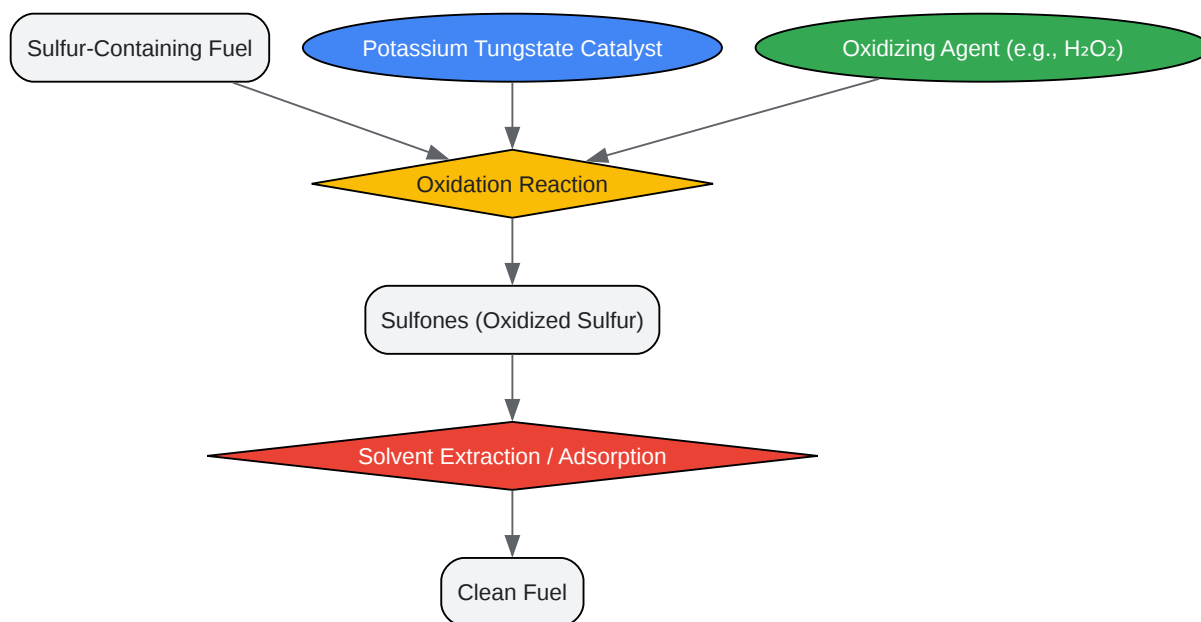 Sulfur-Containing Fuel
Potassium Tungstate Catalyst
Oxidizing Agent (e.g., H₂O₂)
Oxidation Reaction
Sulfones (Oxidized Sulfur)
Solvent Extraction / Adsorption
Clean Fuel